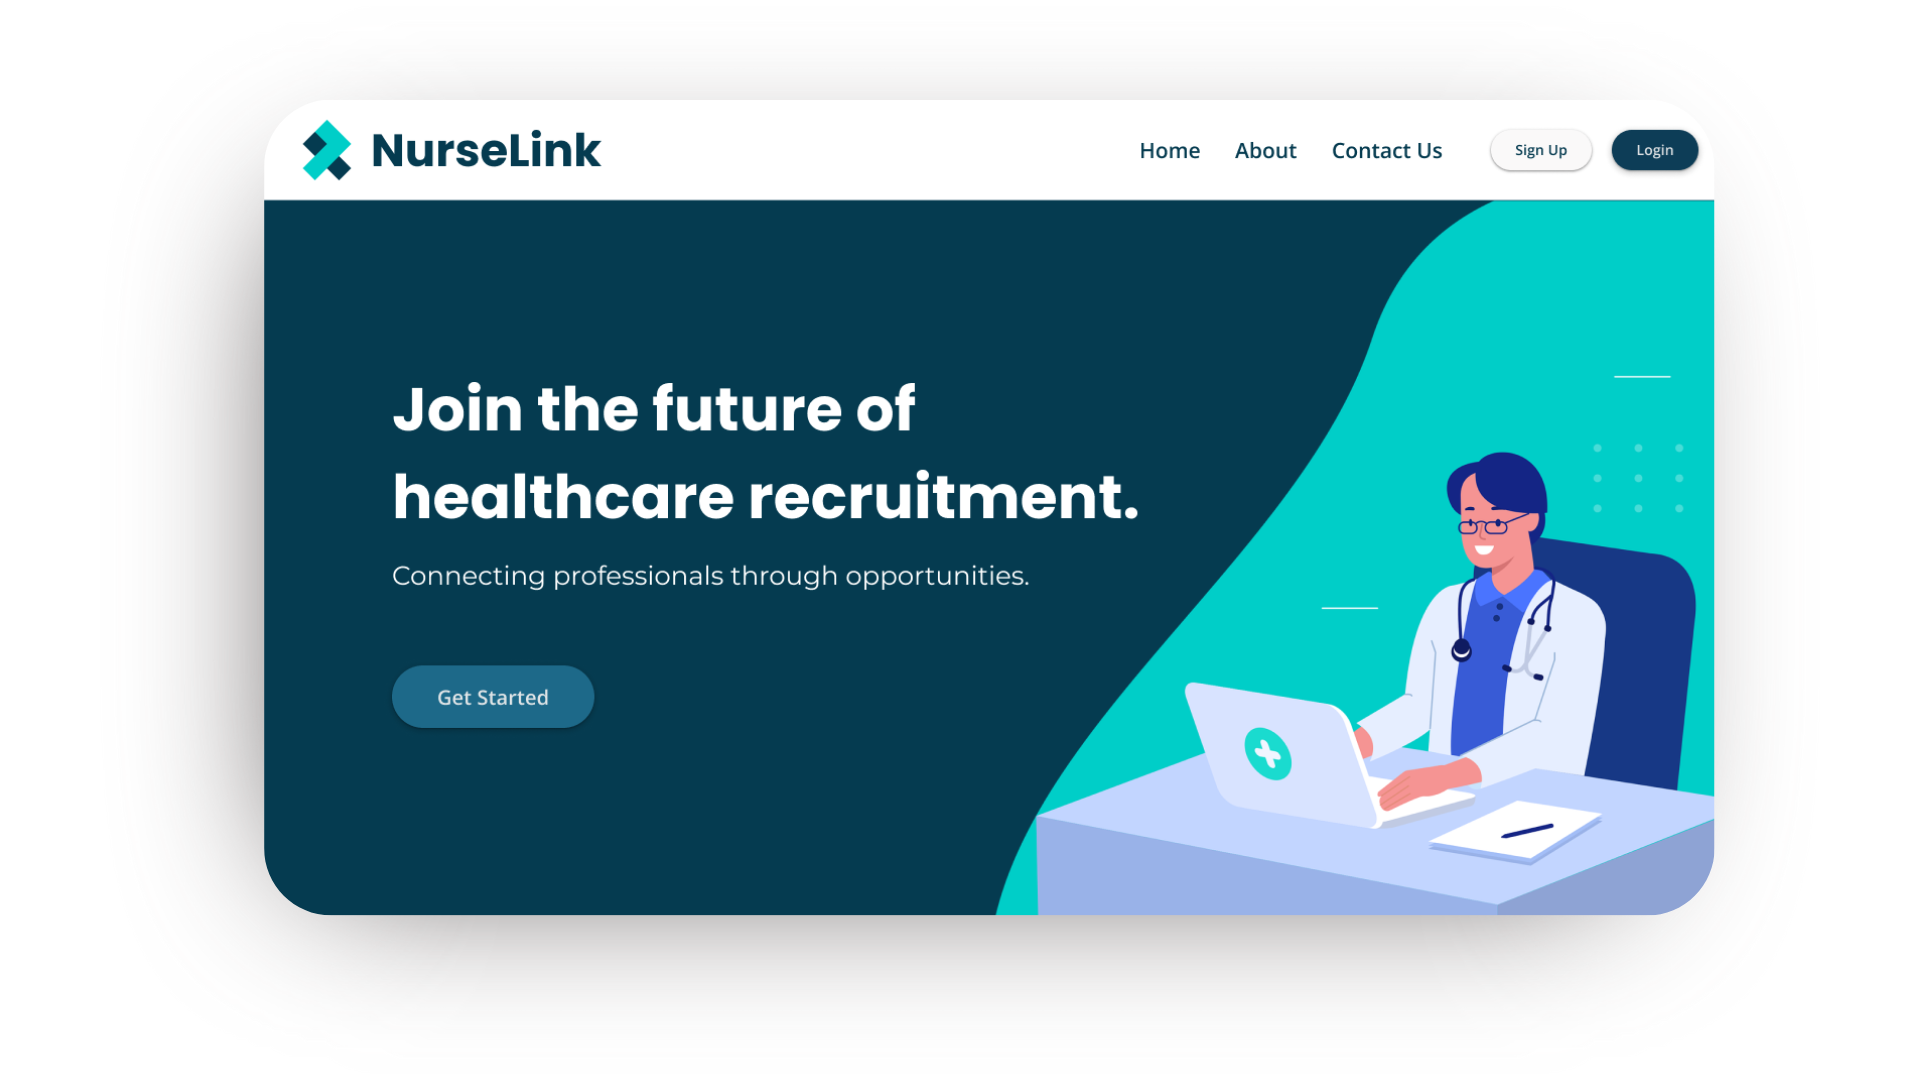 NurseLink
Home About Contact Us Sign Up Login
Join the future of
healthcare recruitment.
Connecting professionals through opportunities.
Get Started